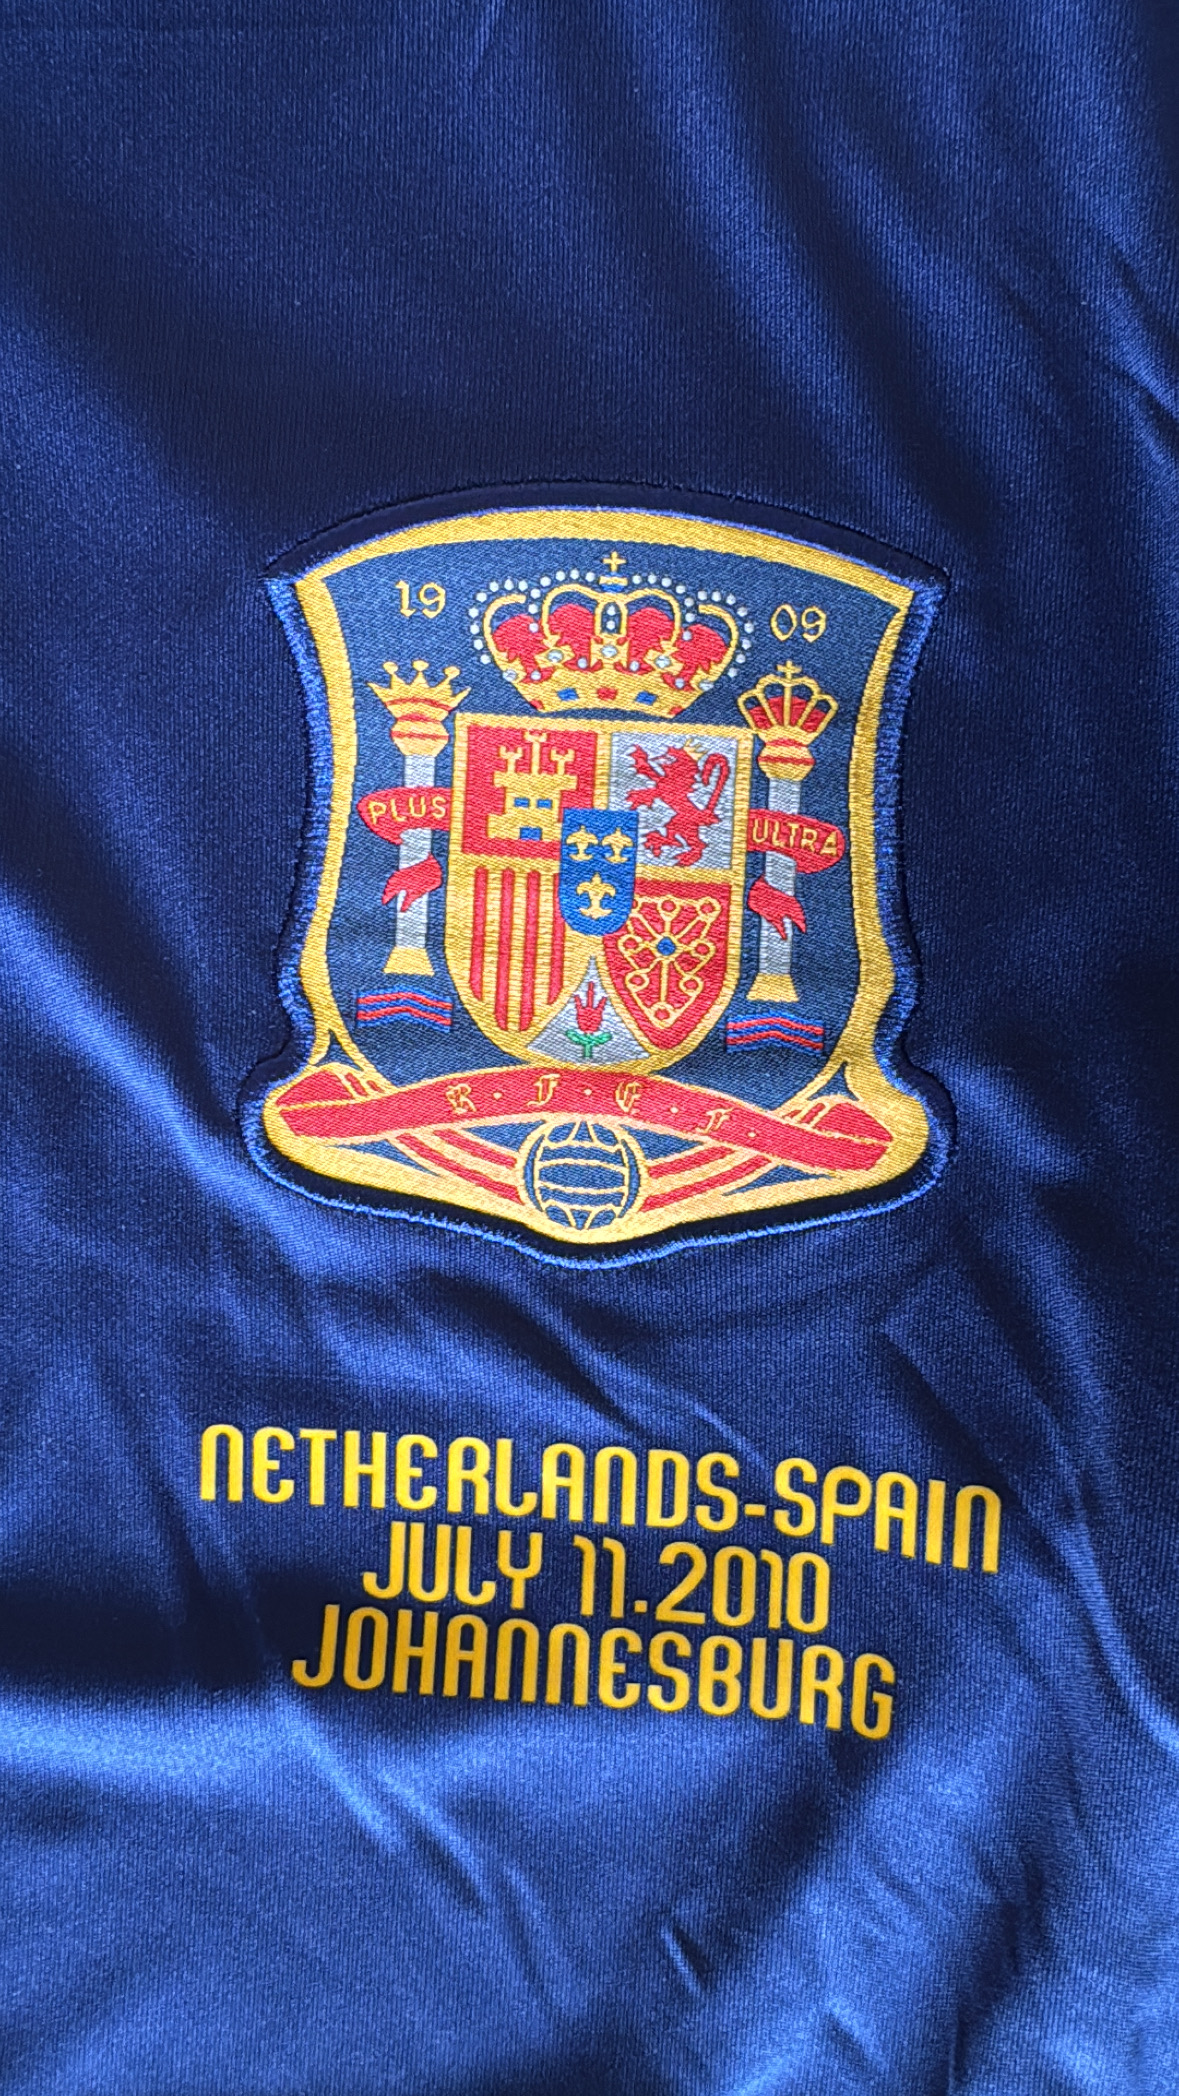 19 09
PLUS ULTRA
R·F·E·F·
NETHERLANDS-SPAIN
JULY 11.2010
JOHANNESBURG